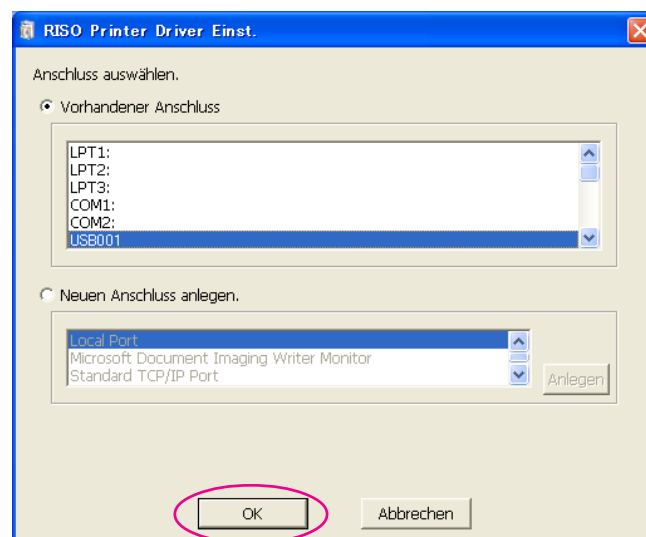 RISO Printer Driver Einst.
Anschluss auswählen.
Vorhandener Anschluss
LPT1:
LPT2:
LPT3:
COM1:
COM2:
USB001
Neuen Anschluss anlegen.
Local Port
Microsoft Document Imaging Writer Monitor
Standard TCP/IP Port
Anlegen
OK
Abbrechen